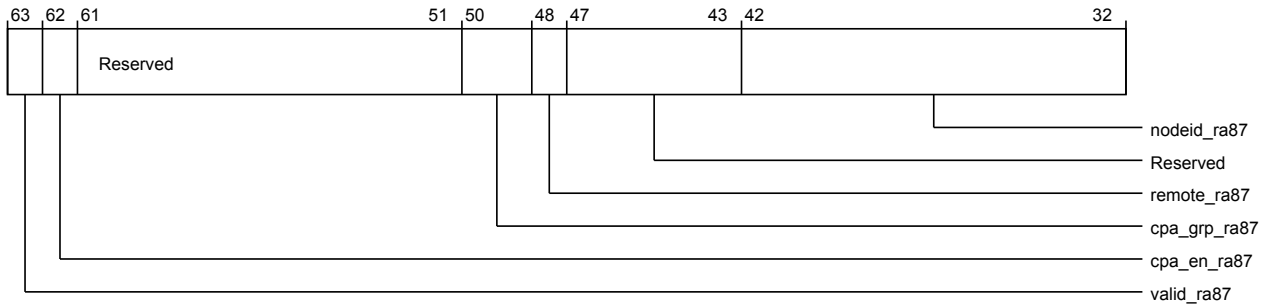 63 62 61 51 50 48 47 43 42 32
Reserved
nodeid_ra87
Reserved
remote_ra87
cpa_grp_ra87
cpa_en_ra87
valid_ra87